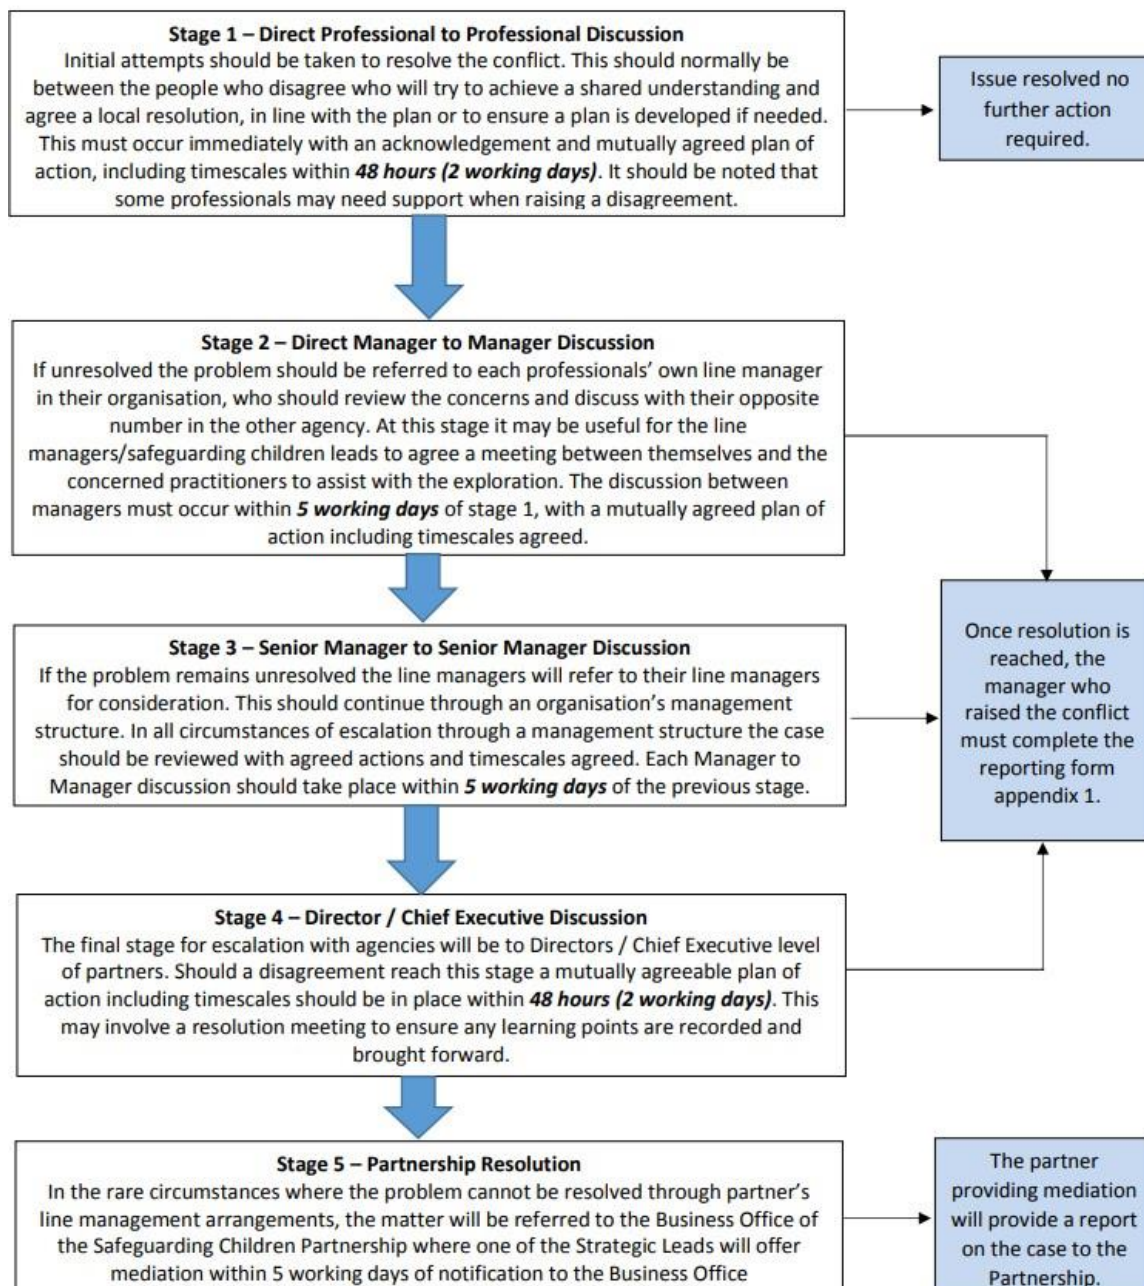 Stage 1 – Direct Professional to Professional Discussion
Initial attempts should be taken to resolve the conflict. This should normally be
between the people who disagree who will try to achieve a shared understanding and
agree a local resolution, in line with the plan or to ensure a plan is developed if needed.
This must occur immediately with an acknowledgement and mutually agreed plan of
action, including timescales within 48 hours (2 working days). It should be noted that
some professionals may need support when raising a disagreement.
Issue resolved no
further action
required.
Stage 2 – Direct Manager to Manager Discussion
If unresolved the problem should be referred to each professionals' own line manager
in their organisation, who should review the concerns and discuss with their opposite
number in the other agency. At this stage it may be useful for the line
managers/safeguarding children leads to agree a meeting between themselves and the
concerned practitioners to assist with the exploration. The discussion between
managers must occur within 5 working days of stage 1, with a mutually agreed plan of
action including timescales agreed.
Stage 3 – Senior Manager to Senior Manager Discussion
If the problem remains unresolved the line managers will refer to their line managers
for consideration. This should continue through an organisation's management
structure. In all circumstances of escalation through a management structure the case
should be reviewed with agreed actions and timescales agreed. Each Manager to
Manager discussion should take place within 5 working days of the previous stage.
Once resolution is
reached, the
manager who
raised the conflict
must complete the
reporting form
appendix 1.
Stage 4 – Director / Chief Executive Discussion
The final stage for escalation with agencies will be to Directors / Chief Executive level
of partners. Should a disagreement reach this stage a mutually agreeable plan of
action including timescales should be in place within 48 hours (2 working days). This
may involve a resolution meeting to ensure any learning points are recorded and
brought forward.
Stage 5 – Partnership Resolution
In the rare circumstances where the problem cannot be resolved through partner's
line management arrangements, the matter will be referred to the Business Office of
the Safeguarding Children Partnership where one of the Strategic Leads will offer
mediation within 5 working days of notification to the Business Office
The partner
providing mediation
will provide a report
on the case to the
Partnership.